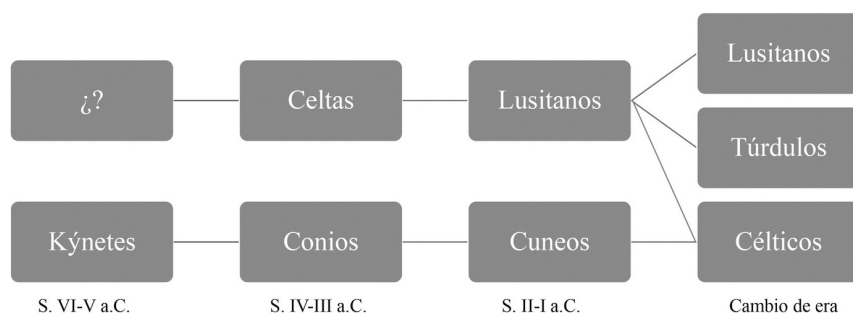 Lusitanos
¿?
Celtas
Lusitanos
Túrdulos
Kýnetes
Conios
Cuneos
Célticos
S. VI-V a.C.
S. IV-III a.C.
S. II-I a.C.
Cambio de era